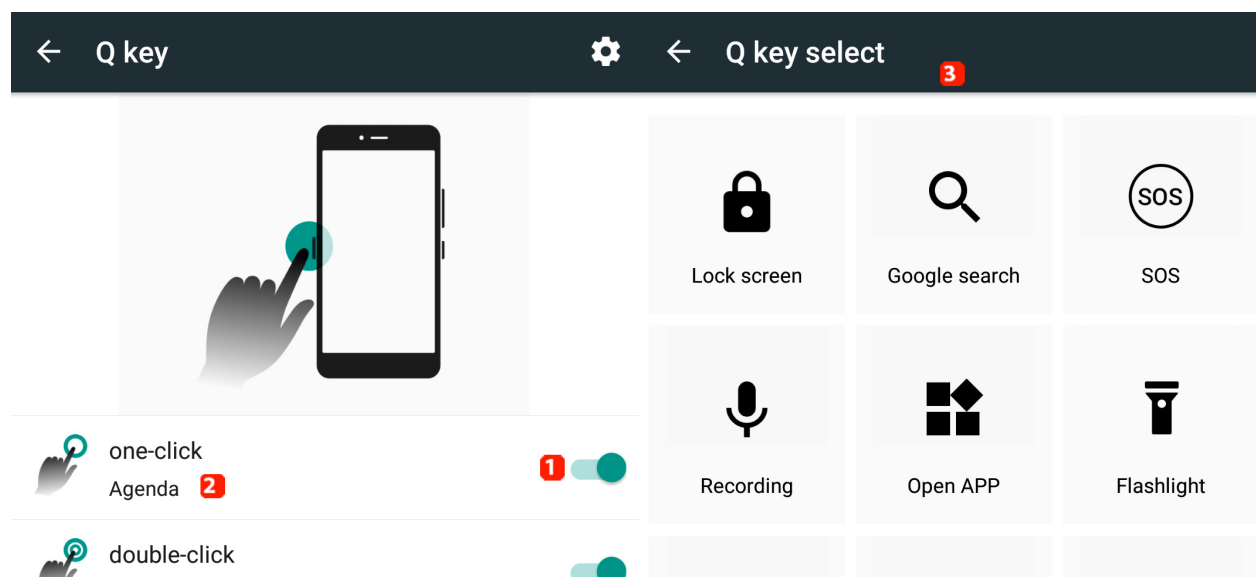 Q key
Q key select
3
Lock screen
Google search
SOS
SOS
Recording
Open APP
Flashlight
one-click
1
Agenda
2
double-click